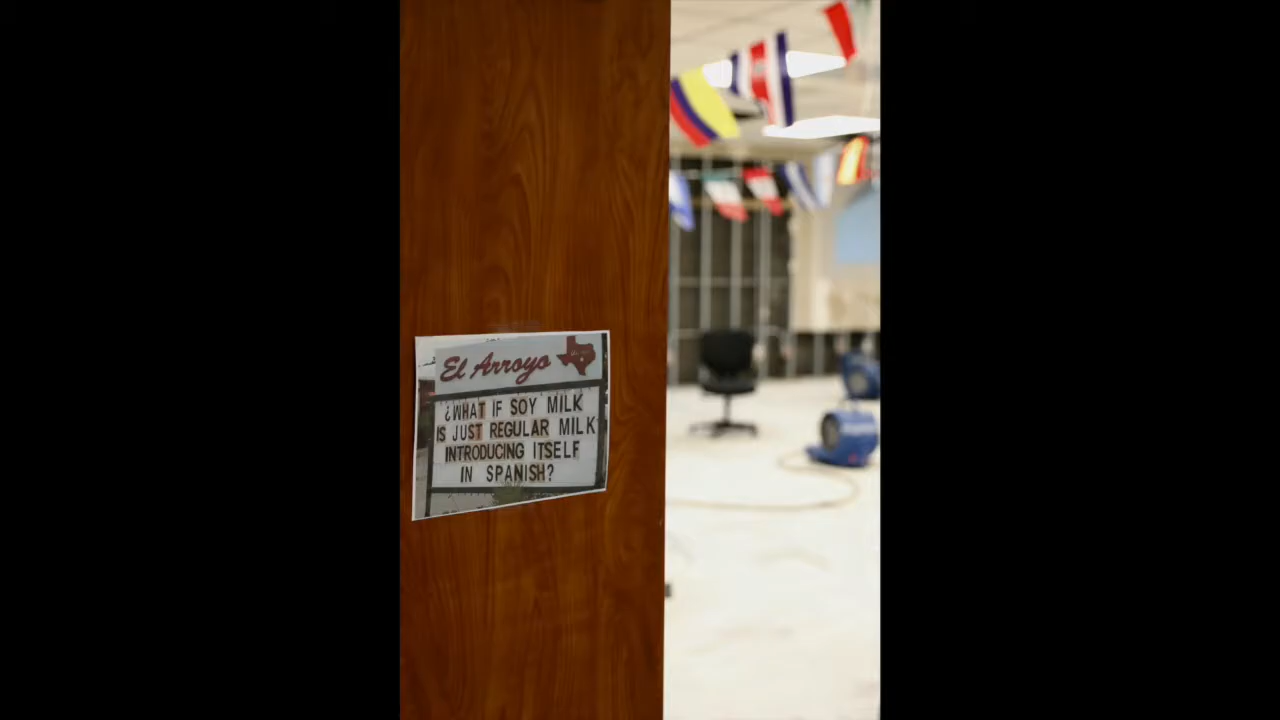 El Arroyo
¿WHAT IF SOY MILK
IS JUST REGULAR MILK
INTRODUCING ITSELF
IN SPANISH?